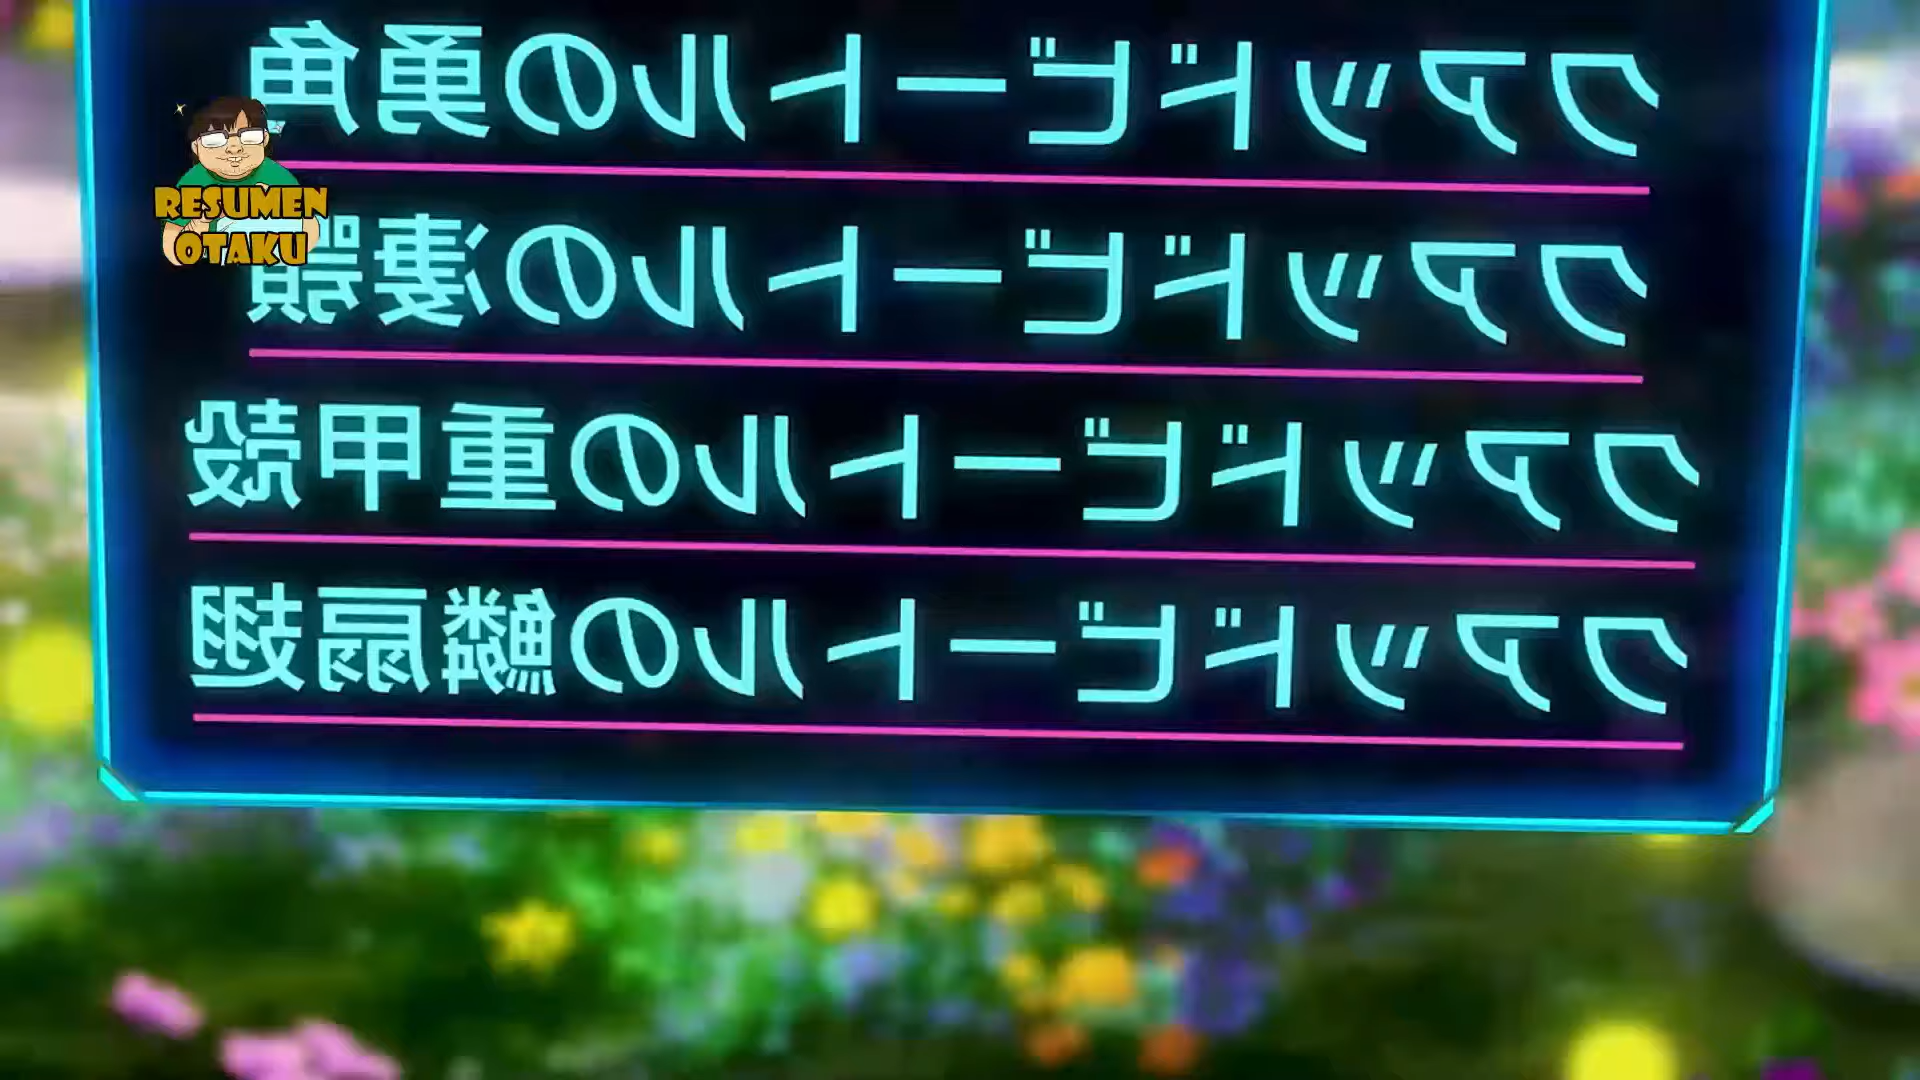 クアッドビートルの勇角
クアッドビートルの凄顎
クアッドビートルの重甲殻
クアッドビートルの鱗扇翅
RESUMEN
OTAKU